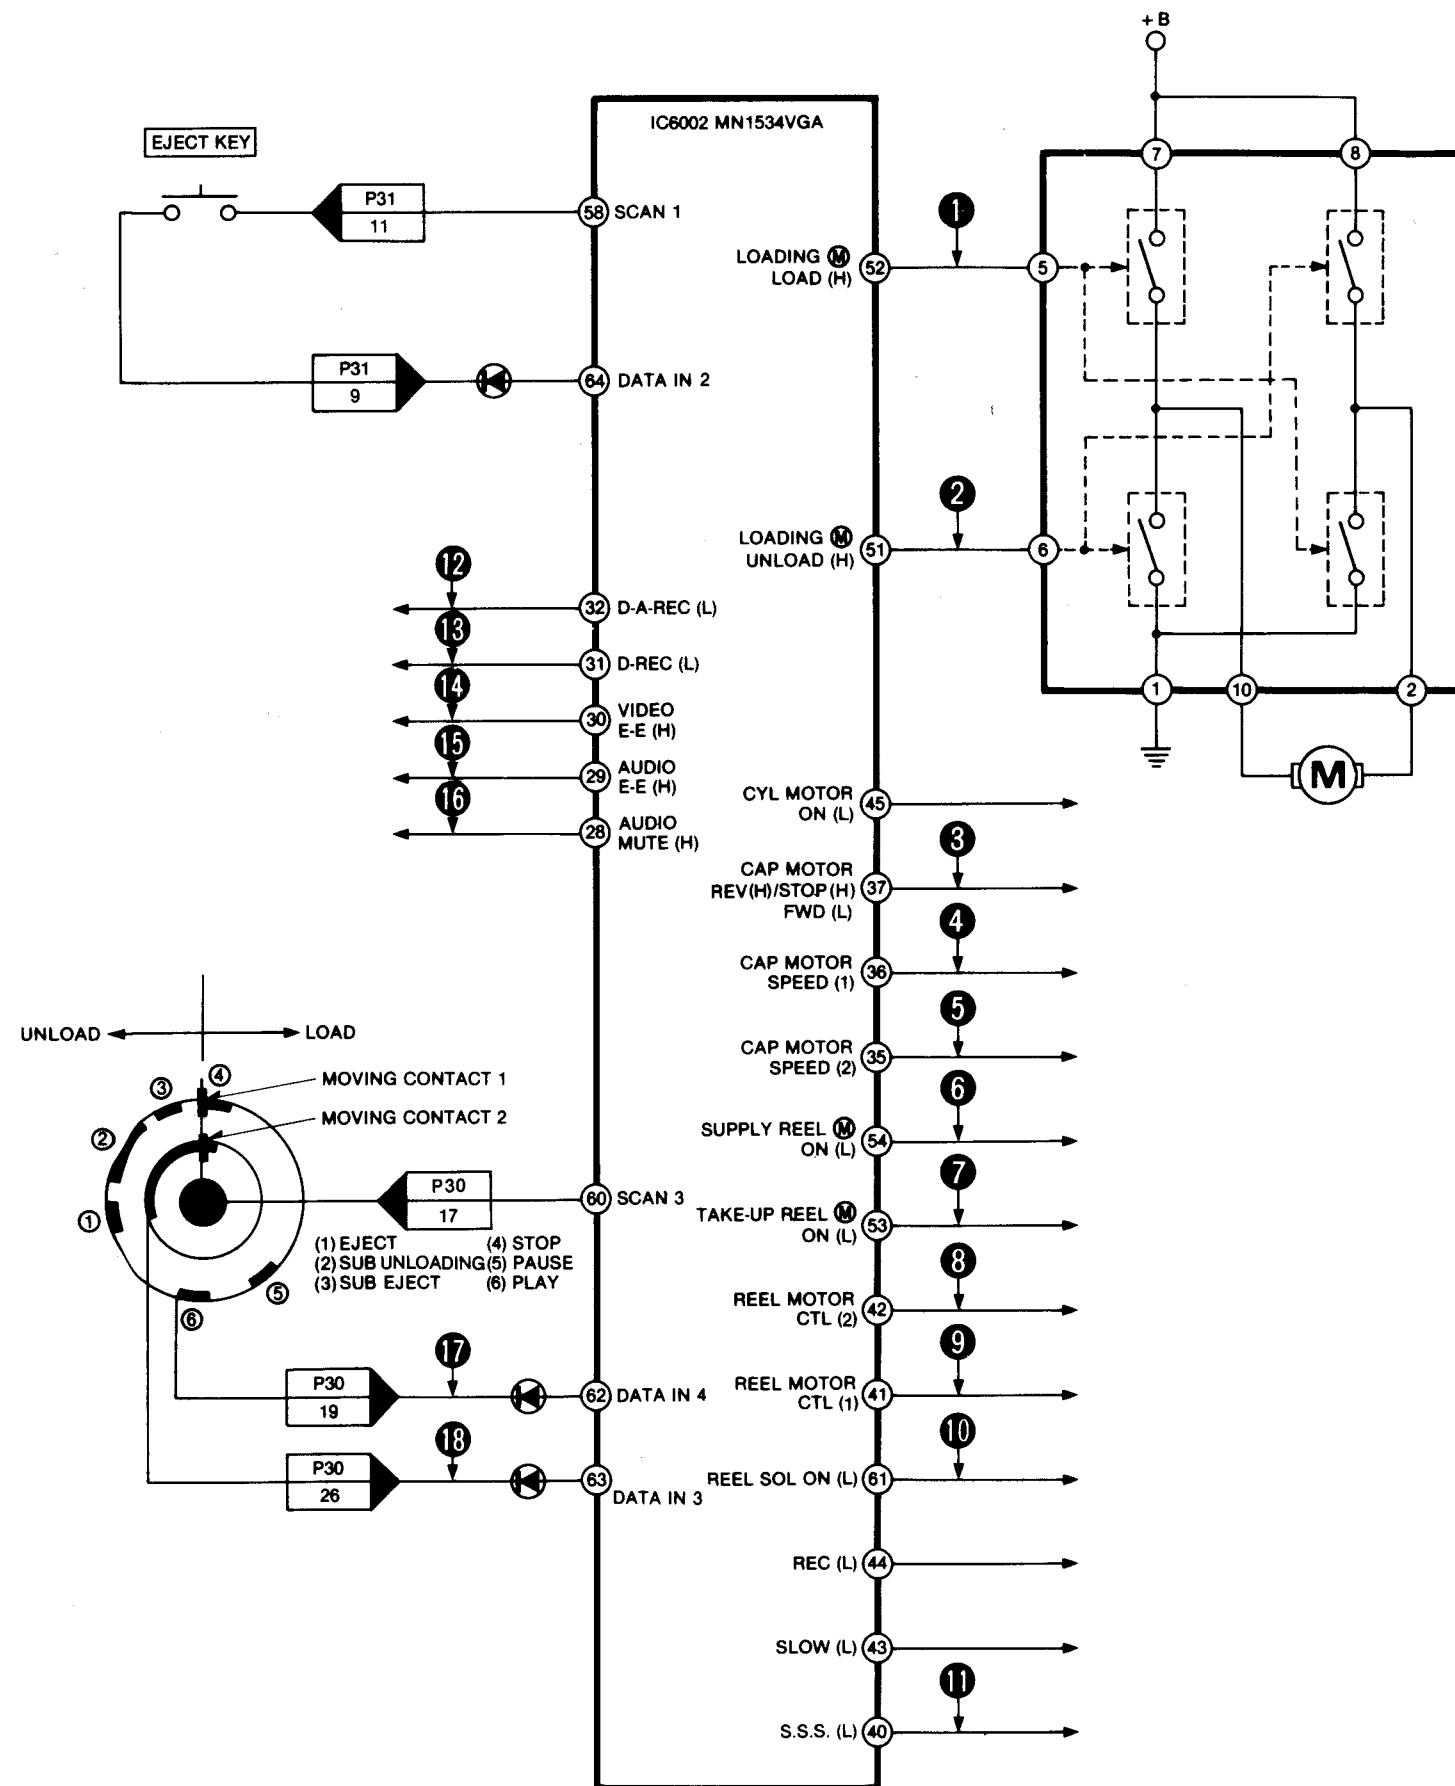 + B
IC6002 MN1534VGA
EJECT KEY
7
8
P31
11
58
SCAN 1
1
LOADING M
LOAD (H)
52
5
P31
9
64
DATA IN 2
2
LOADING M
UNLOAD (H)
51
6
12
32
D-A-REC (L)
13
31
D-REC (L)
14
30
VIDEO
E-E (H)
15
29
AUDIO
E-E (H)
16
28
AUDIO
MUTE (H)
1
10
2
M
CYL MOTOR
ON (L)
45
3
CAP MOTOR
REV(H)/STOP(H)
FWD (L)
37
4
CAP MOTOR
SPEED (1)
36
5
CAP MOTOR
SPEED (2)
35
6
SUPPLY REEL M
ON (L)
54
7
TAKE-UP REEL M
ON (L)
53
8
REEL MOTOR
CTL (2)
42
9
REEL MOTOR
CTL (1)
41
10
REEL SOL ON (L)
61
REC (L)
44
SLOW (L)
43
11
S.S.S. (L)
40
UNLOAD
LOAD
MOVING CONTACT 1
MOVING CONTACT 2
①
②
③
④
⑤
⑥
P30
17
60
SCAN 3
(1) EJECT (4) STOP
(2) SUB UNLOADING (5) PAUSE
(3) SUB EJECT (6) PLAY
P30
19
17
62
DATA IN 4
P30
26
18
63
DATA IN 3